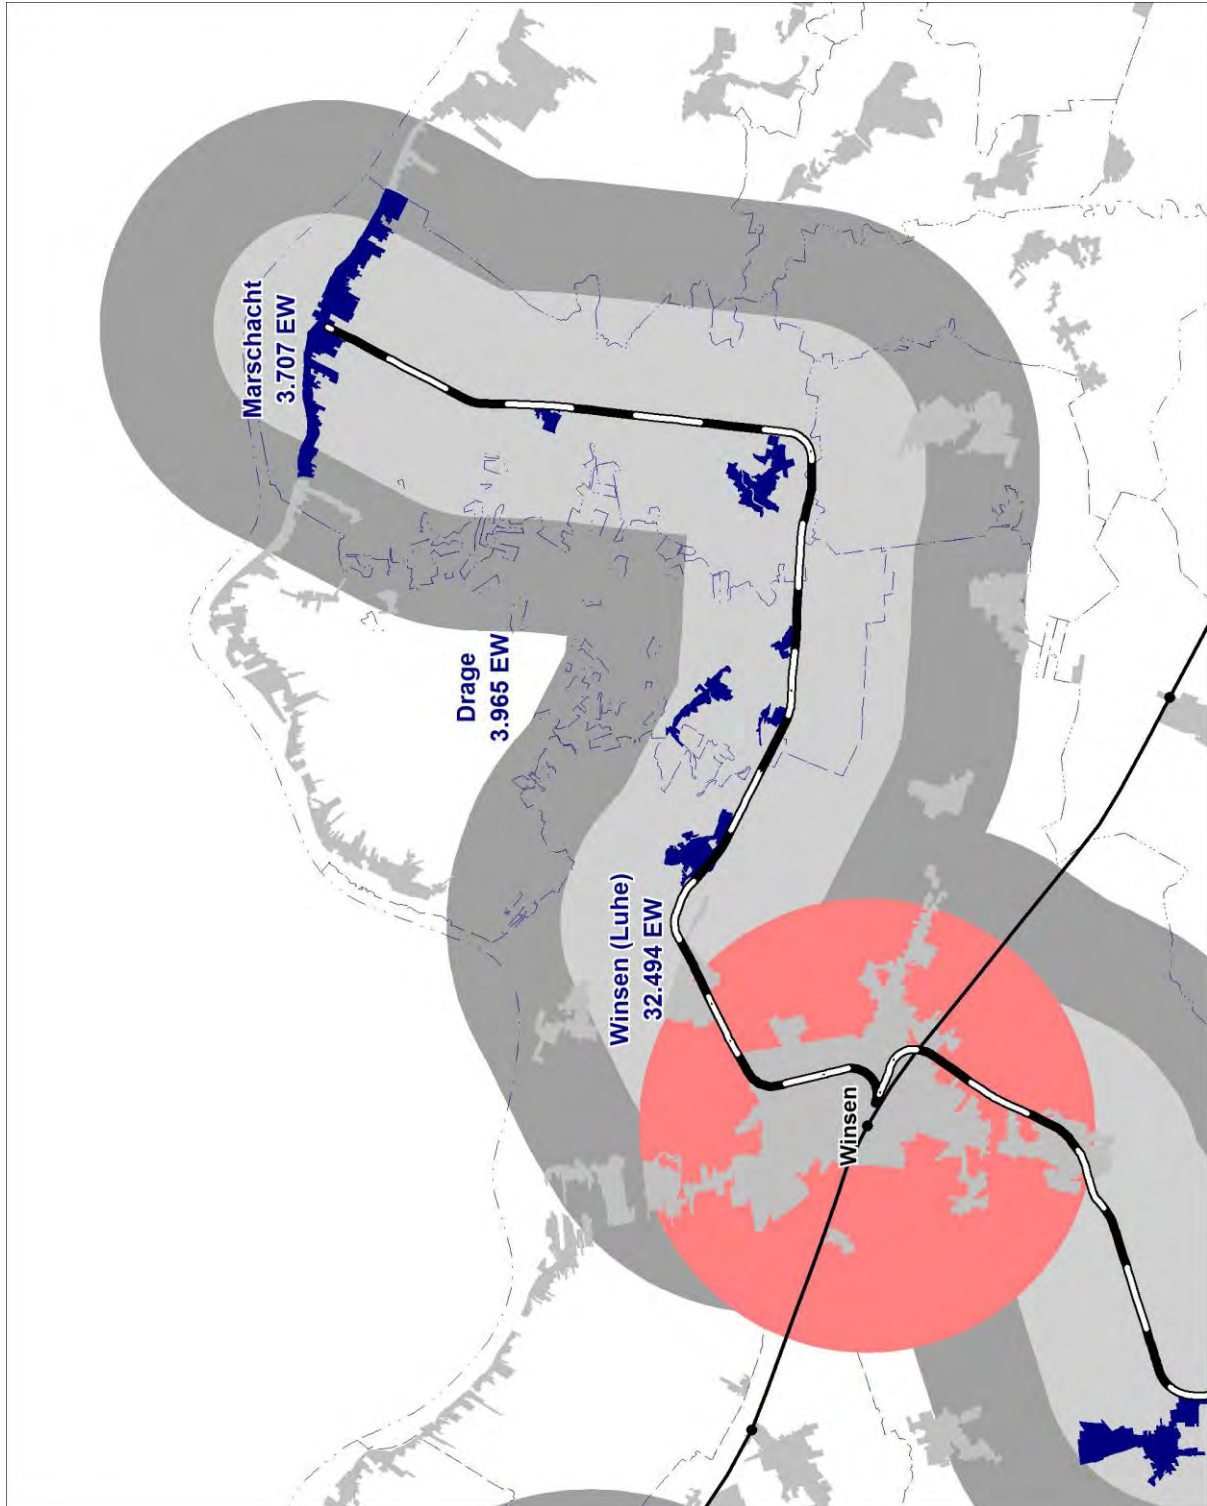 Marschacht
3.707 EW
Drage
3.965 EW
Winsen (Luhe)
32.494 EW
Winsen